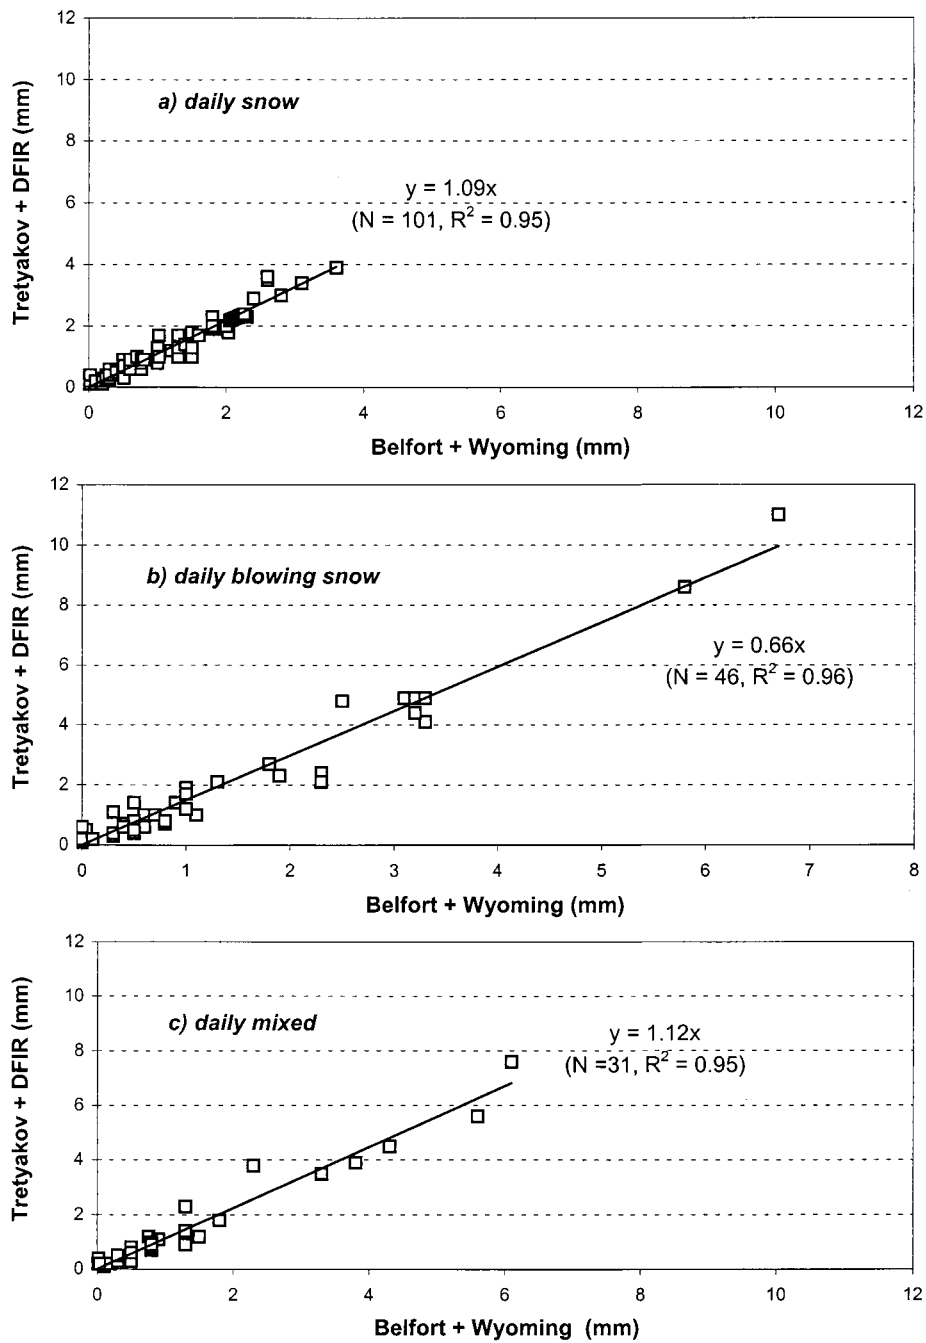 12
10
a) daily snow
8
y = 1.09x
6
(N = 101, R² = 0.95)
4
2
0
0 2 4 6 8 10 12
Tretyakov + DFIR (mm)
Belfort + Wyoming (mm)
12
10
b) daily blowing snow
8
y = 0.66x
6
(N = 46, R² = 0.96)
4
2
0
0 1 2 3 4 5 6 7 8
Tretyakov + DFIR (mm)
Belfort + Wyoming (mm)
12
10
c) daily mixed
y = 1.12x
8
(N =31, R² = 0.95)
6
4
2
0
0 2 4 6 8 10 12
Tretyakov + DFIR (mm)
Belfort + Wyoming (mm)